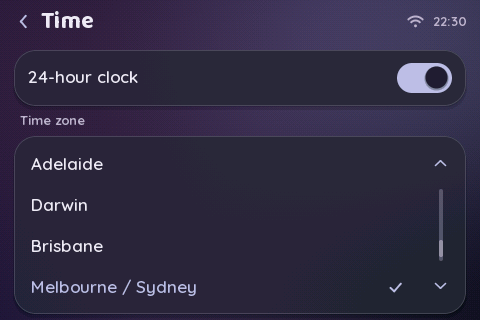 Time
22:30
24-hour clock
Time zone
Adelaide
Darwin
Brisbane
Melbourne / Sydney